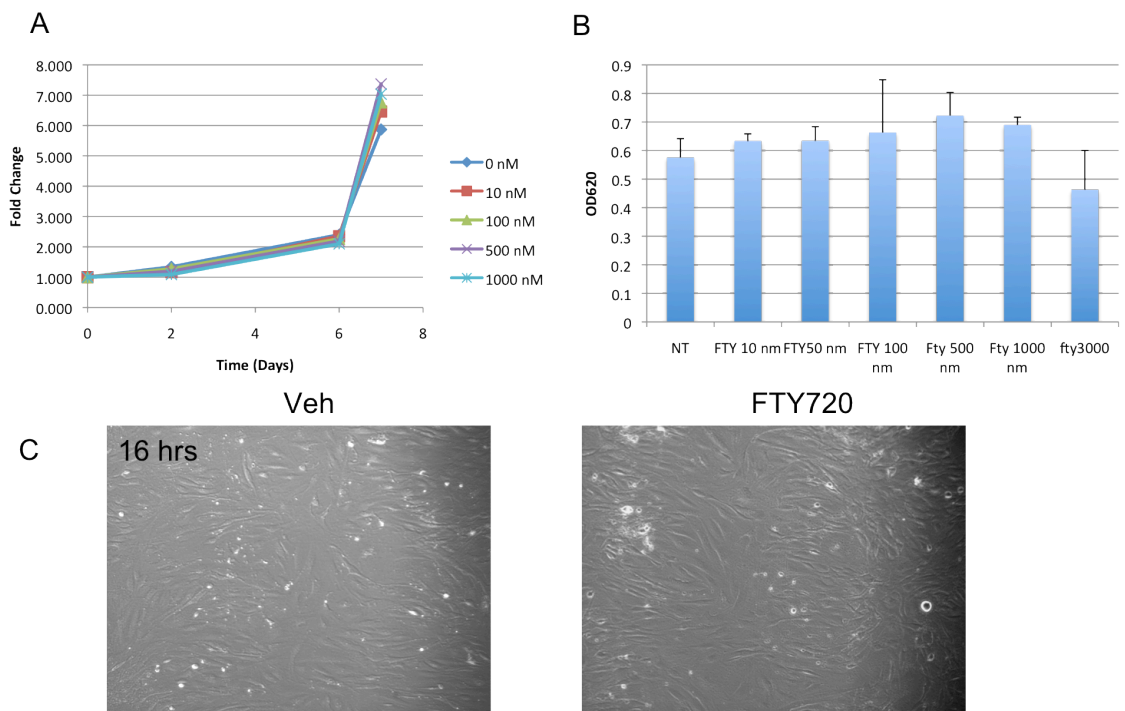 A
B
8.000
7.000
6.000
5.000
4.000
3.000
2.000
1.000
0.000
Fold Change
0 2 4 6 8
Time (Days)
0 nM
10 nM
100 nM
500 nM
1000 nM
0.9
0.8
0.7
0.6
0.5
0.4
0.3
0.2
0.1
0
OD620
NT FTY 10 nm FTY50 nm FTY 100 Fty 500 Fty 1000 fty3000
nm nm nm
Veh
FTY720
C
16 hrs